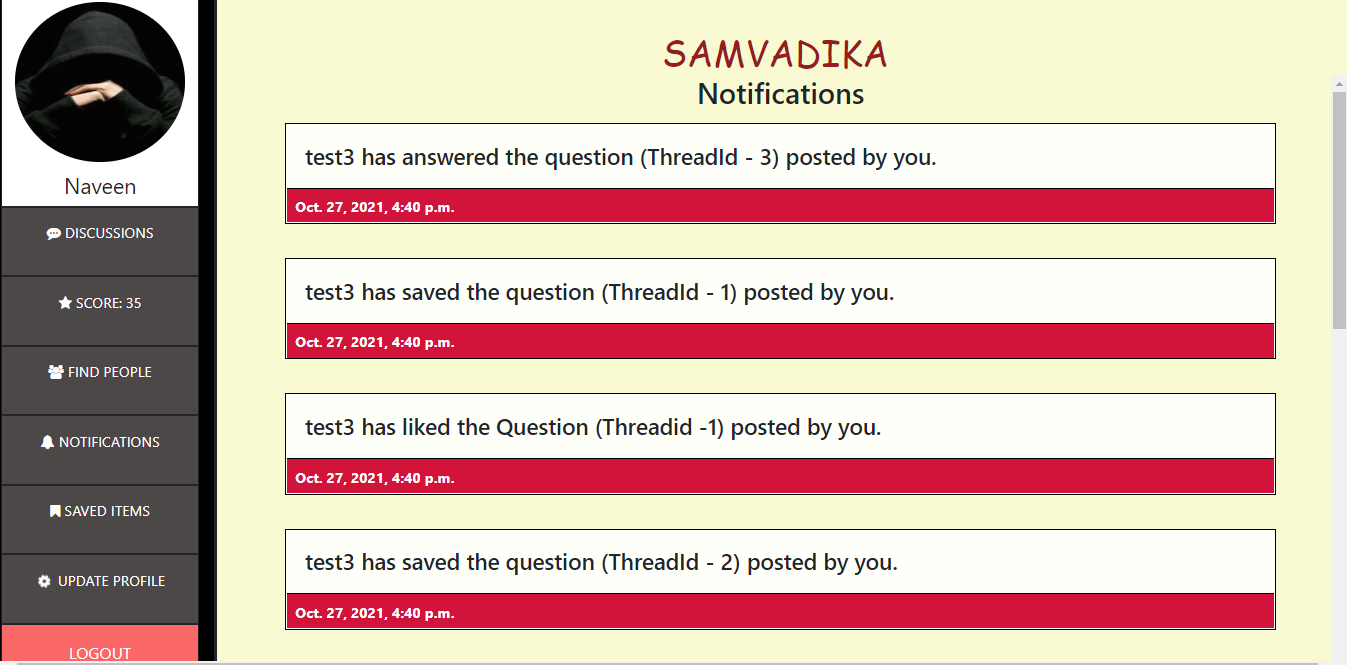 Naveen
DISCUSSIONS
SCORE: 35
FIND PEOPLE
NOTIFICATIONS
SAVED ITEMS
UPDATE PROFILE
LOGOUT
SAMVADIKA
Notifications
test3 has answered the question (ThreadId - 3) posted by you.
Oct. 27, 2021, 4:40 p.m.
test3 has saved the question (ThreadId - 1) posted by you.
Oct. 27, 2021, 4:40 p.m.
test3 has liked the Question (Threadid -1) posted by you.
Oct. 27, 2021, 4:40 p.m.
test3 has saved the question (ThreadId - 2) posted by you.
Oct. 27, 2021, 4:40 p.m.